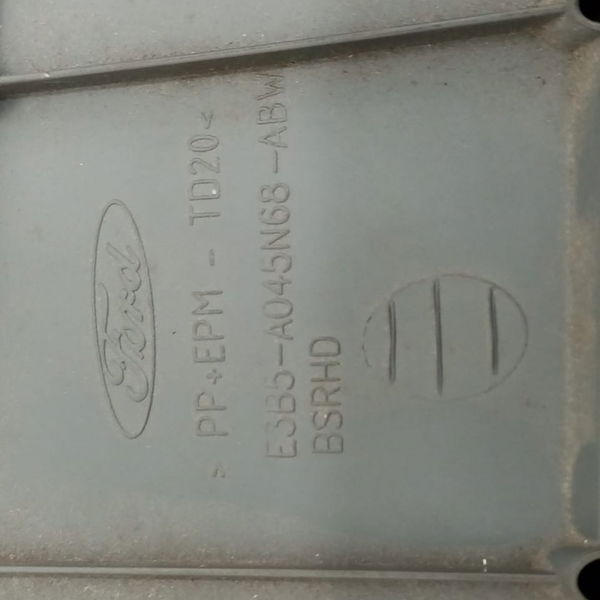 Ford
> PP+EPM - TD20<
E3B5-A045N68-ABW
BSRHD